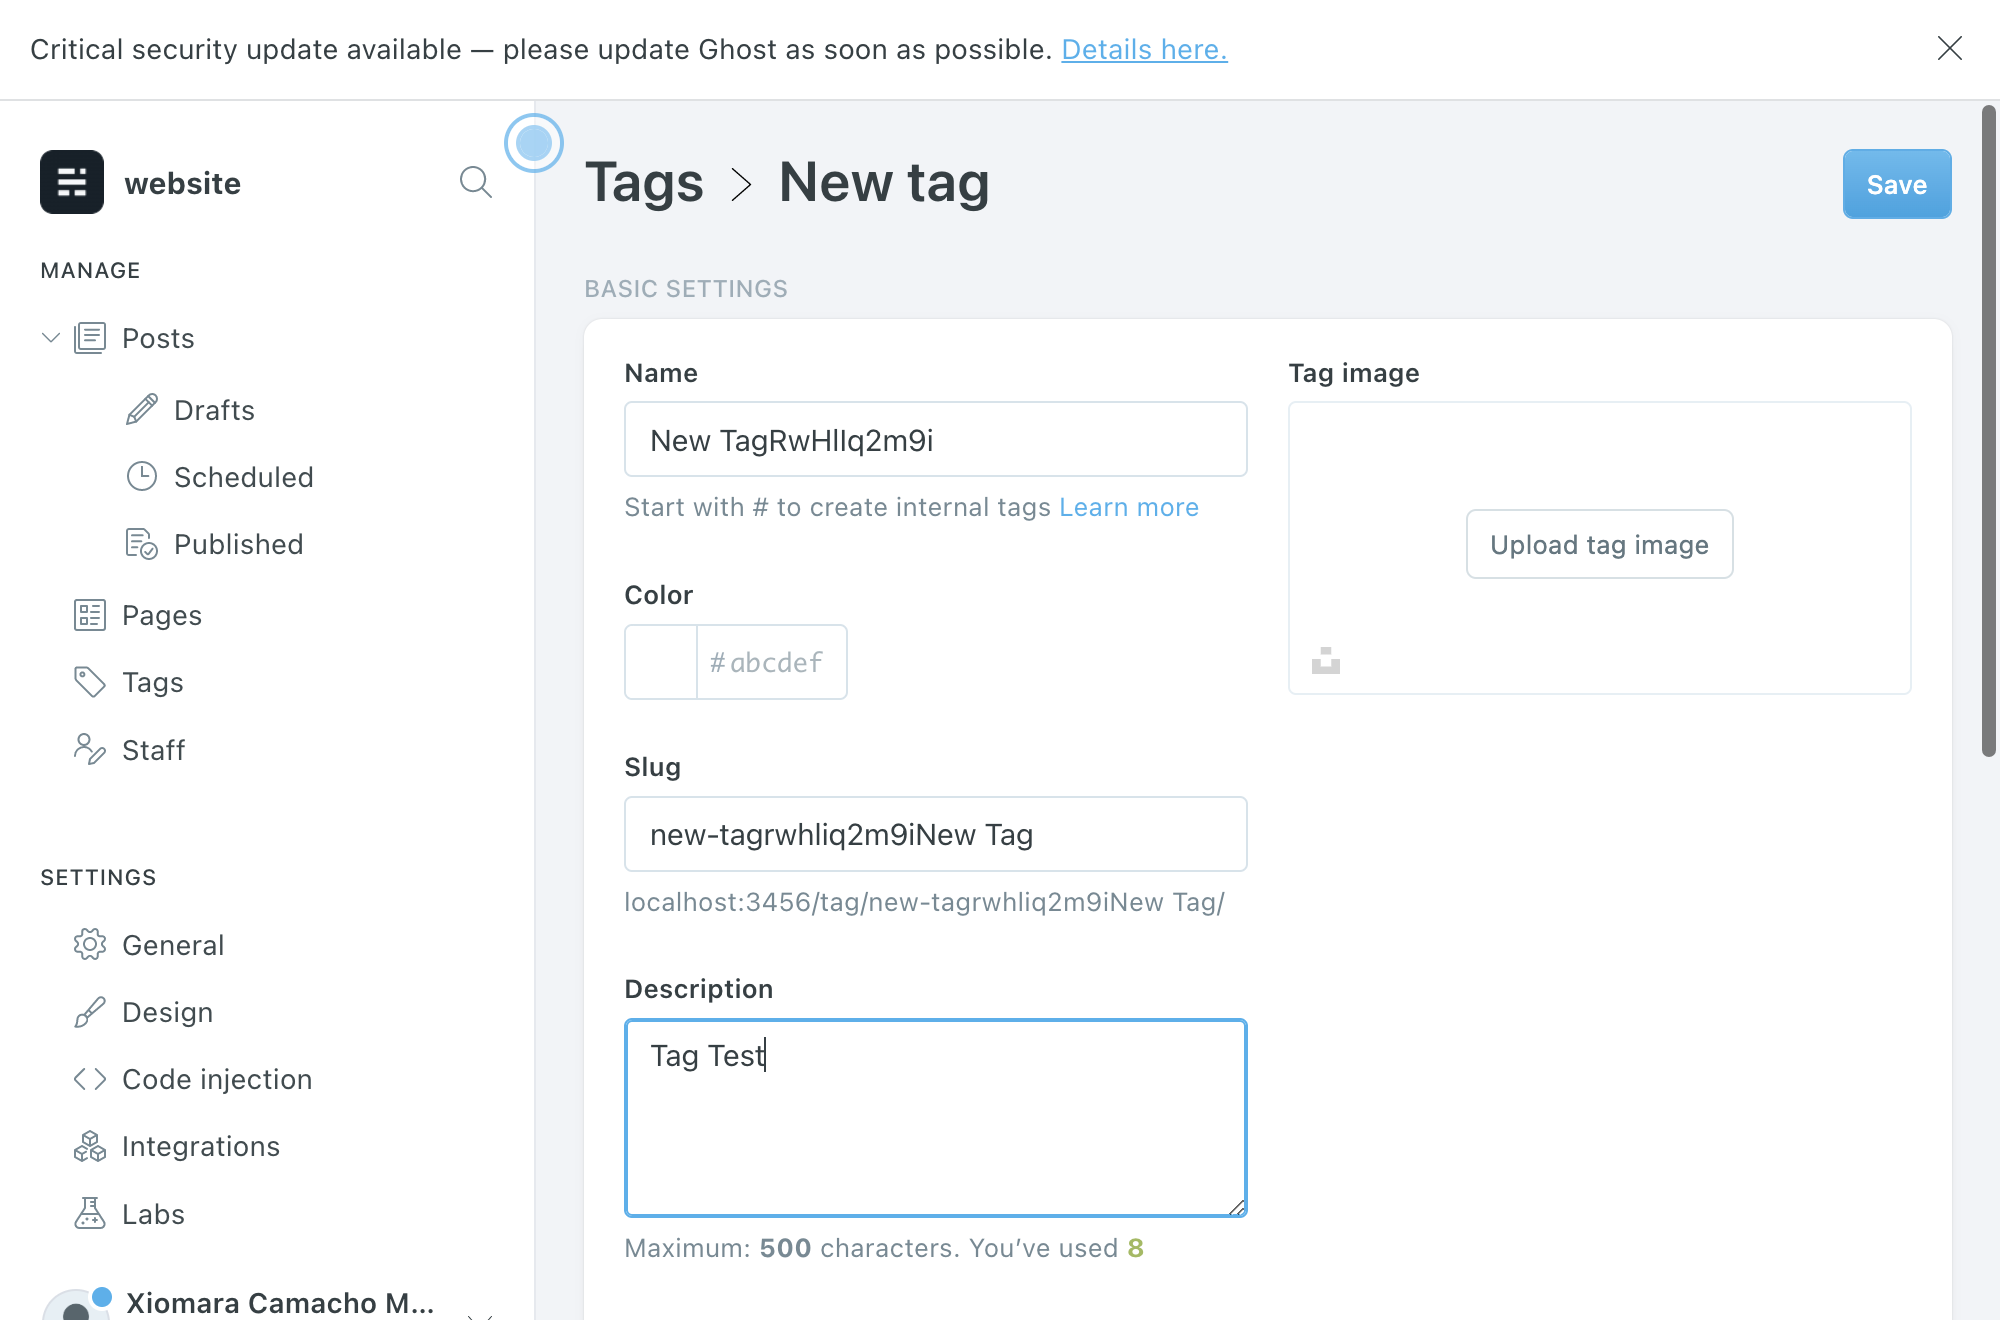 Critical security update available — please update Ghost as soon as possible. Details here.
website
MANAGE
Posts
Drafts
Scheduled
Published
Pages
Tags
Staff
SETTINGS
General
Design
Code injection
Integrations
Labs
Xiomara Camacho M...
Tags > New tag
Save
BASIC SETTINGS
Name
New TagRwHlIq2m9i
Start with # to create internal tags Learn more
Color
#abcdef
Slug
new-tagrwhliq2m9iNew Tag
localhost:3456/tag/new-tagrwhliq2m9iNew Tag/
Description
Tag Test
Maximum: 500 characters. You’ve used 8
Tag image
Upload tag image